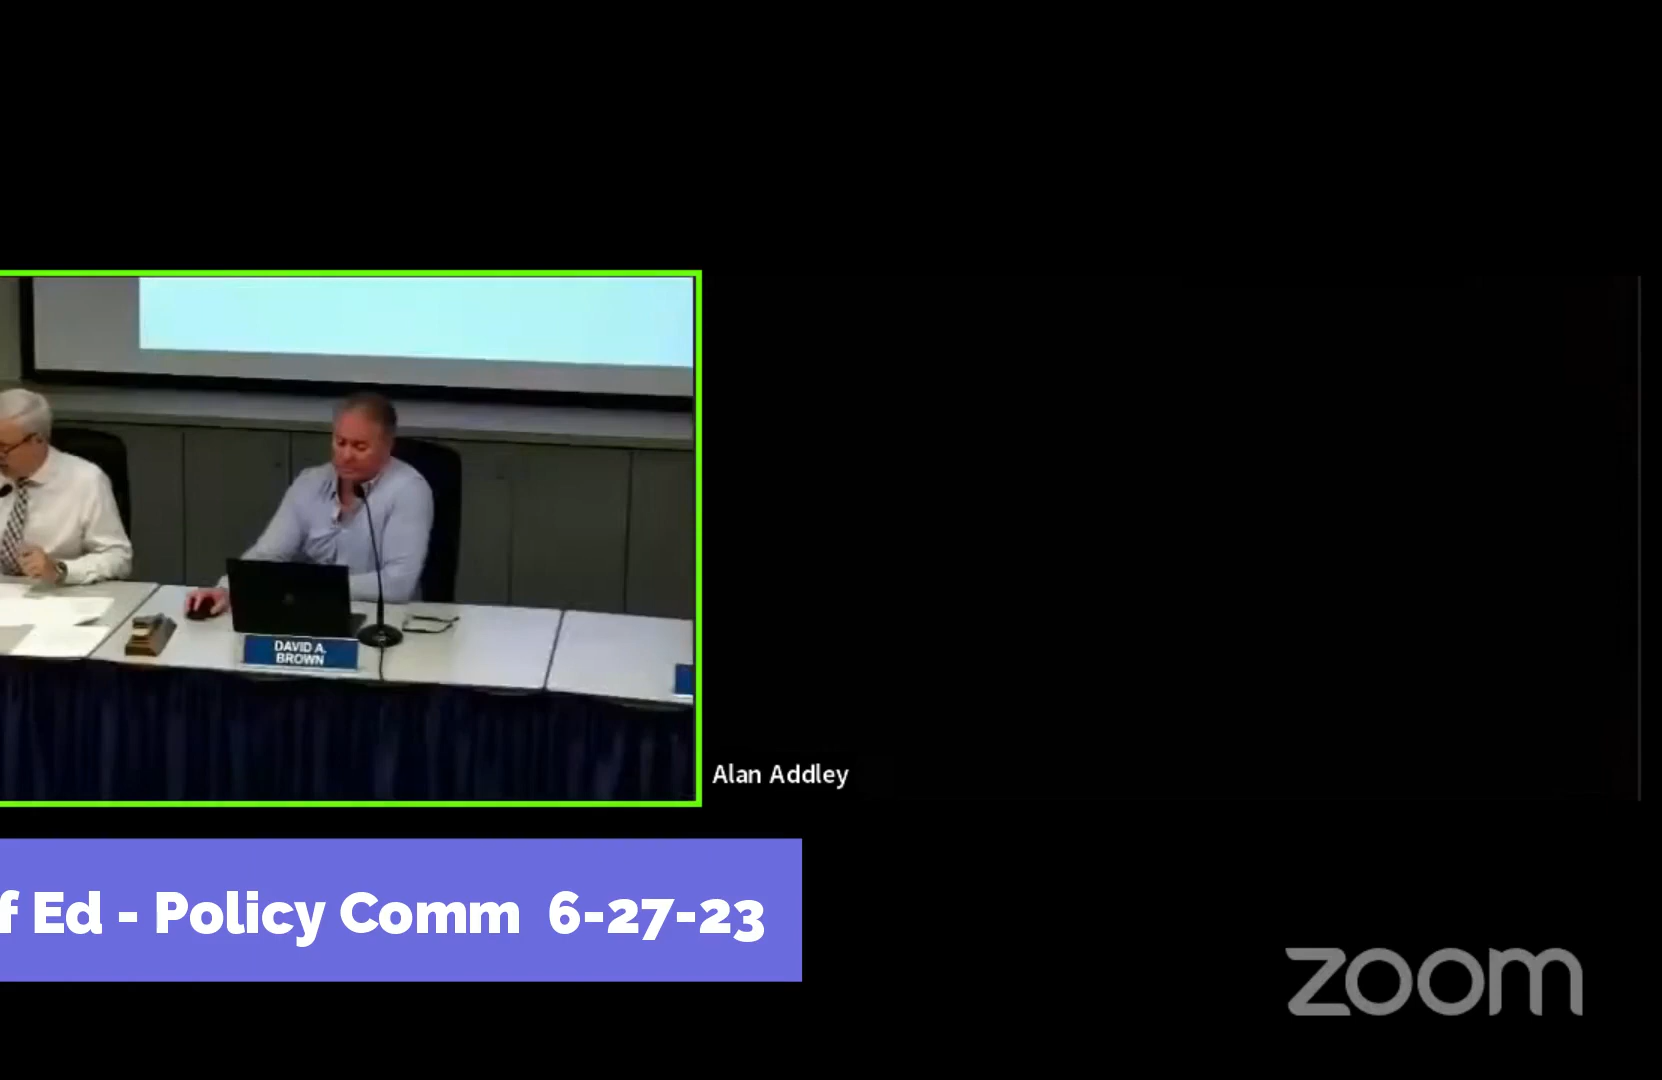 DAVID A.
BROWN
Alan Addley
f Ed - Policy Comm 6-27-23
zoom